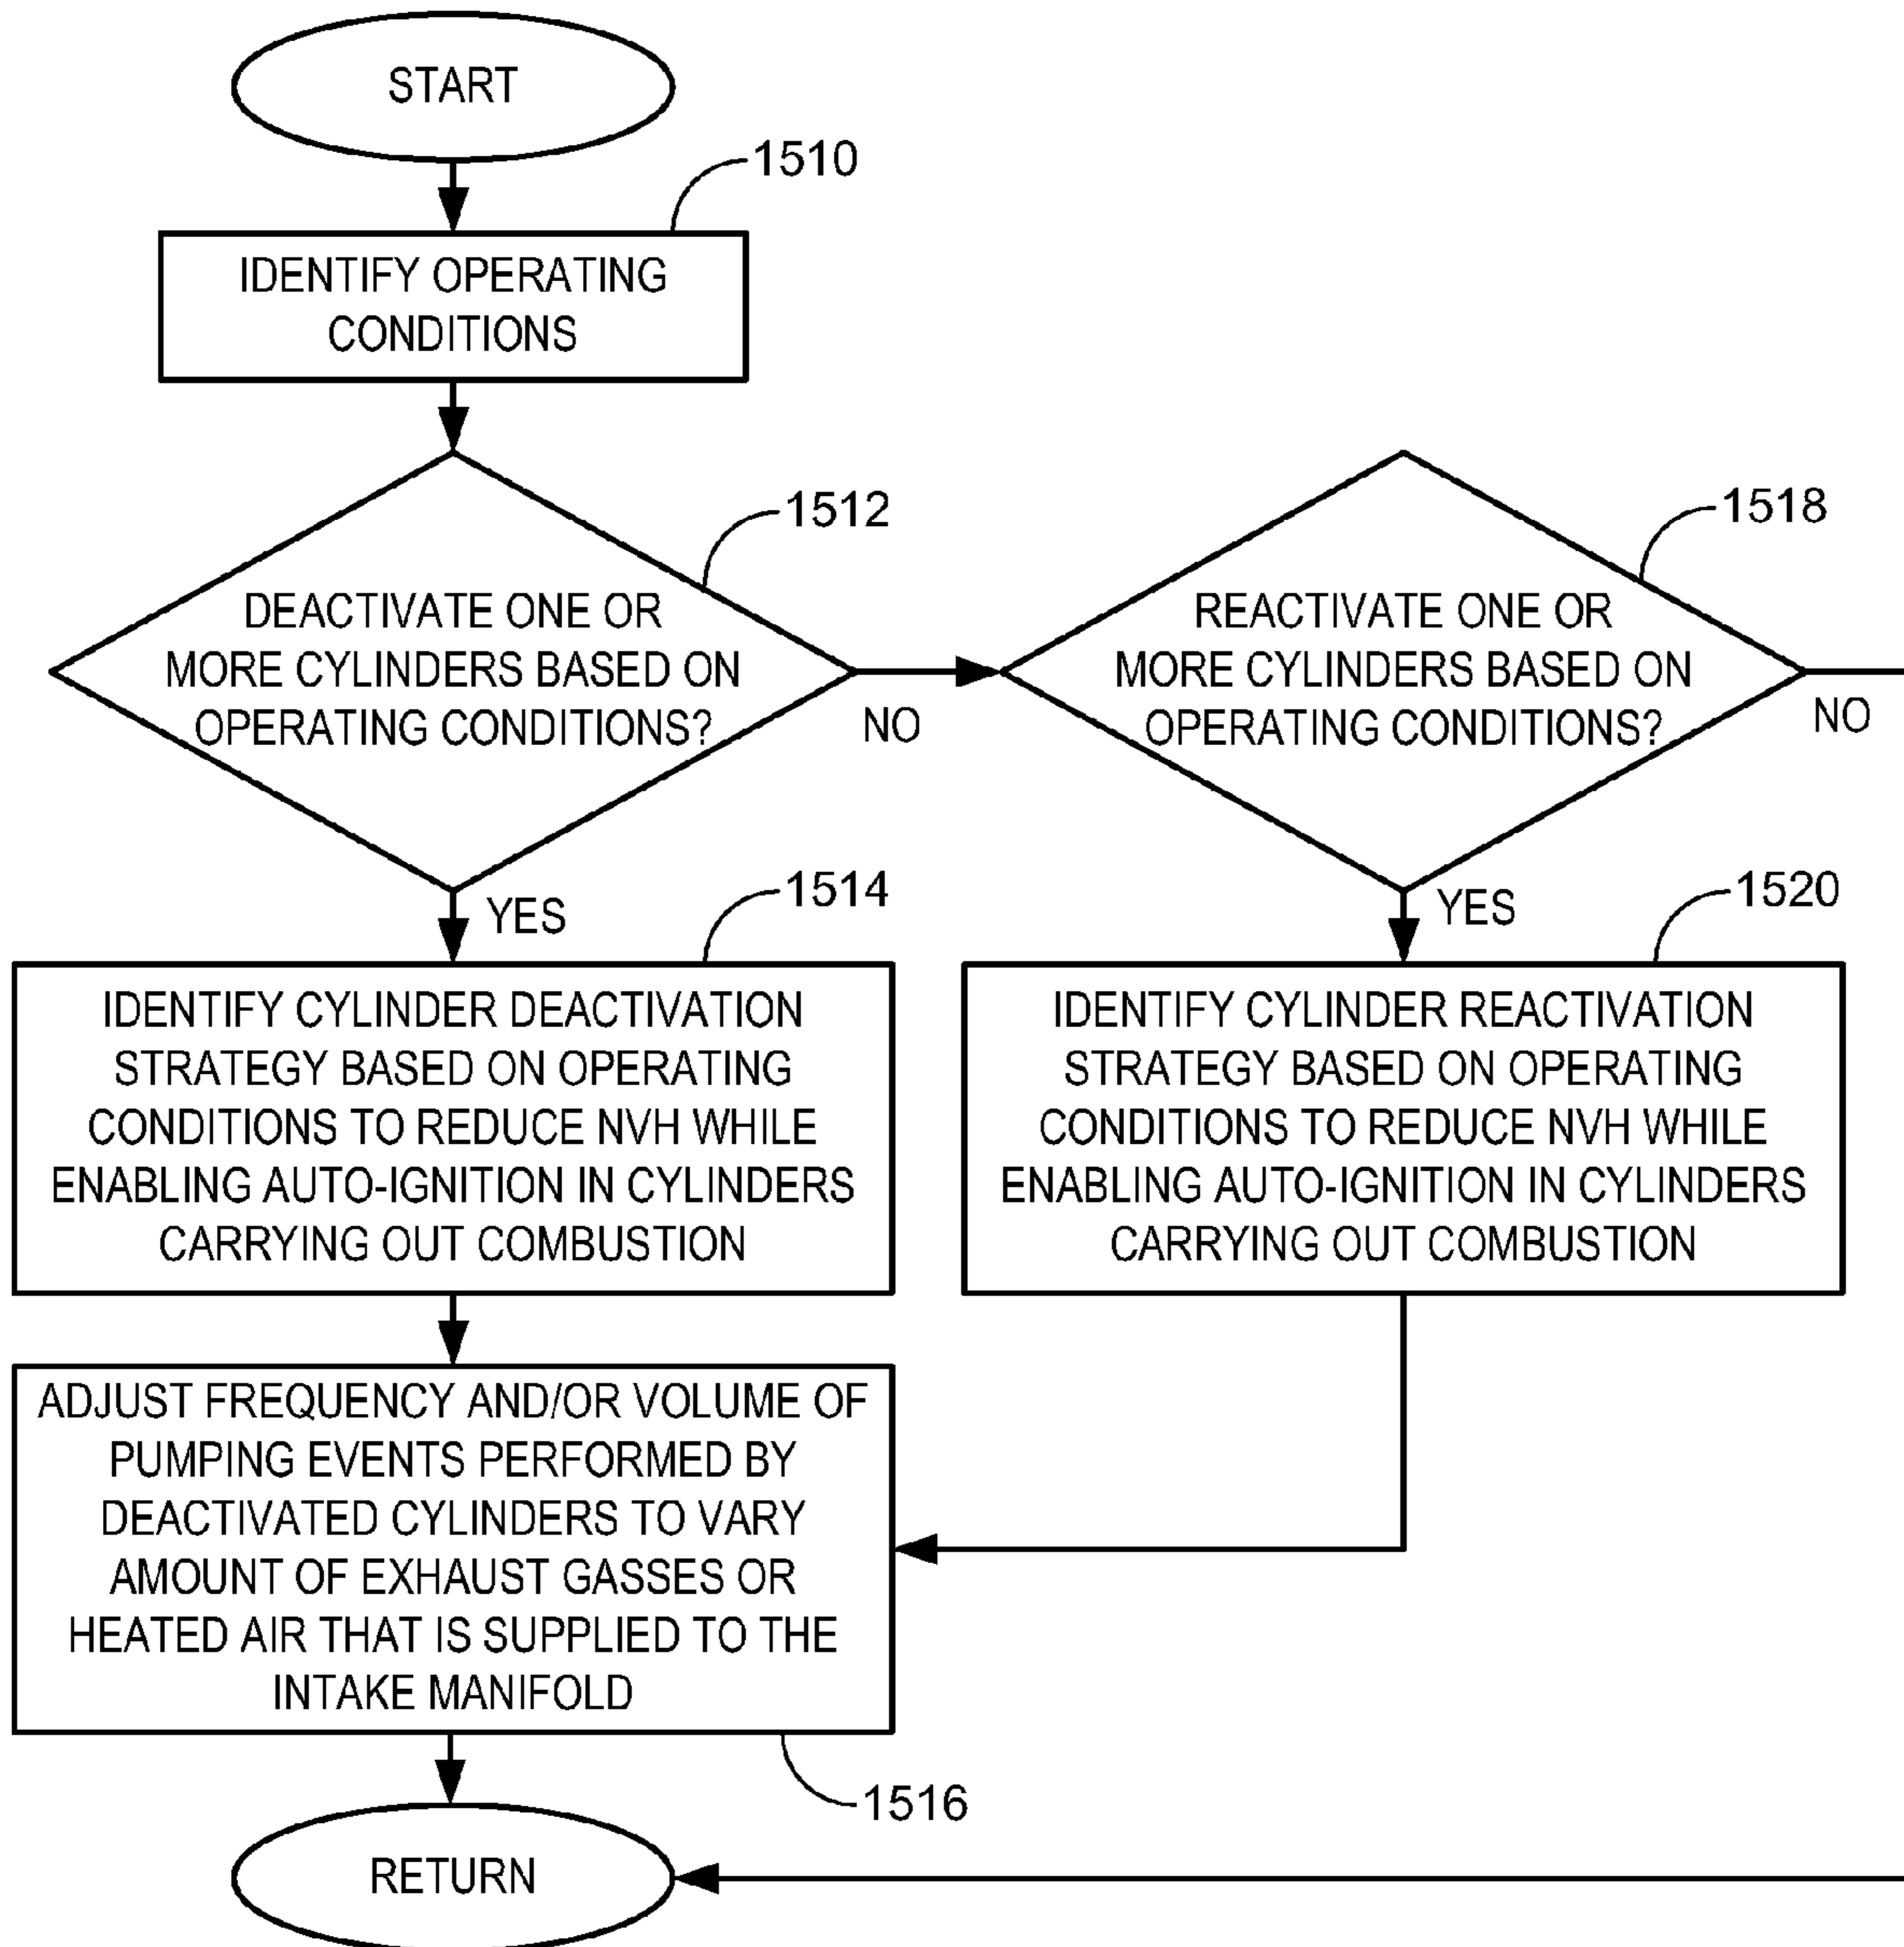 START
1510
IDENTIFY OPERATING
CONDITIONS
1512
DEACTIVATE ONE OR
MORE CYLINDERS BASED ON
OPERATING CONDITIONS?
NO
YES
1518
REACTIVATE ONE OR
MORE CYLINDERS BASED ON
OPERATING CONDITIONS?
NO
YES
1514
IDENTIFY CYLINDER DEACTIVATION
STRATEGY BASED ON OPERATING
CONDITIONS TO REDUCE NVH WHILE
ENABLING AUTO-IGNITION IN CYLINDERS
CARRYING OUT COMBUSTION
1520
IDENTIFY CYLINDER REACTIVATION
STRATEGY BASED ON OPERATING
CONDITIONS TO REDUCE NVH WHILE
ENABLING AUTO-IGNITION IN CYLINDERS
CARRYING OUT COMBUSTION
ADJUST FREQUENCY AND/OR VOLUME OF
PUMPING EVENTS PERFORMED BY
DEACTIVATED CYLINDERS TO VARY
AMOUNT OF EXHAUST GASSES OR
HEATED AIR THAT IS SUPPLIED TO THE
INTAKE MANIFOLD
1516
RETURN